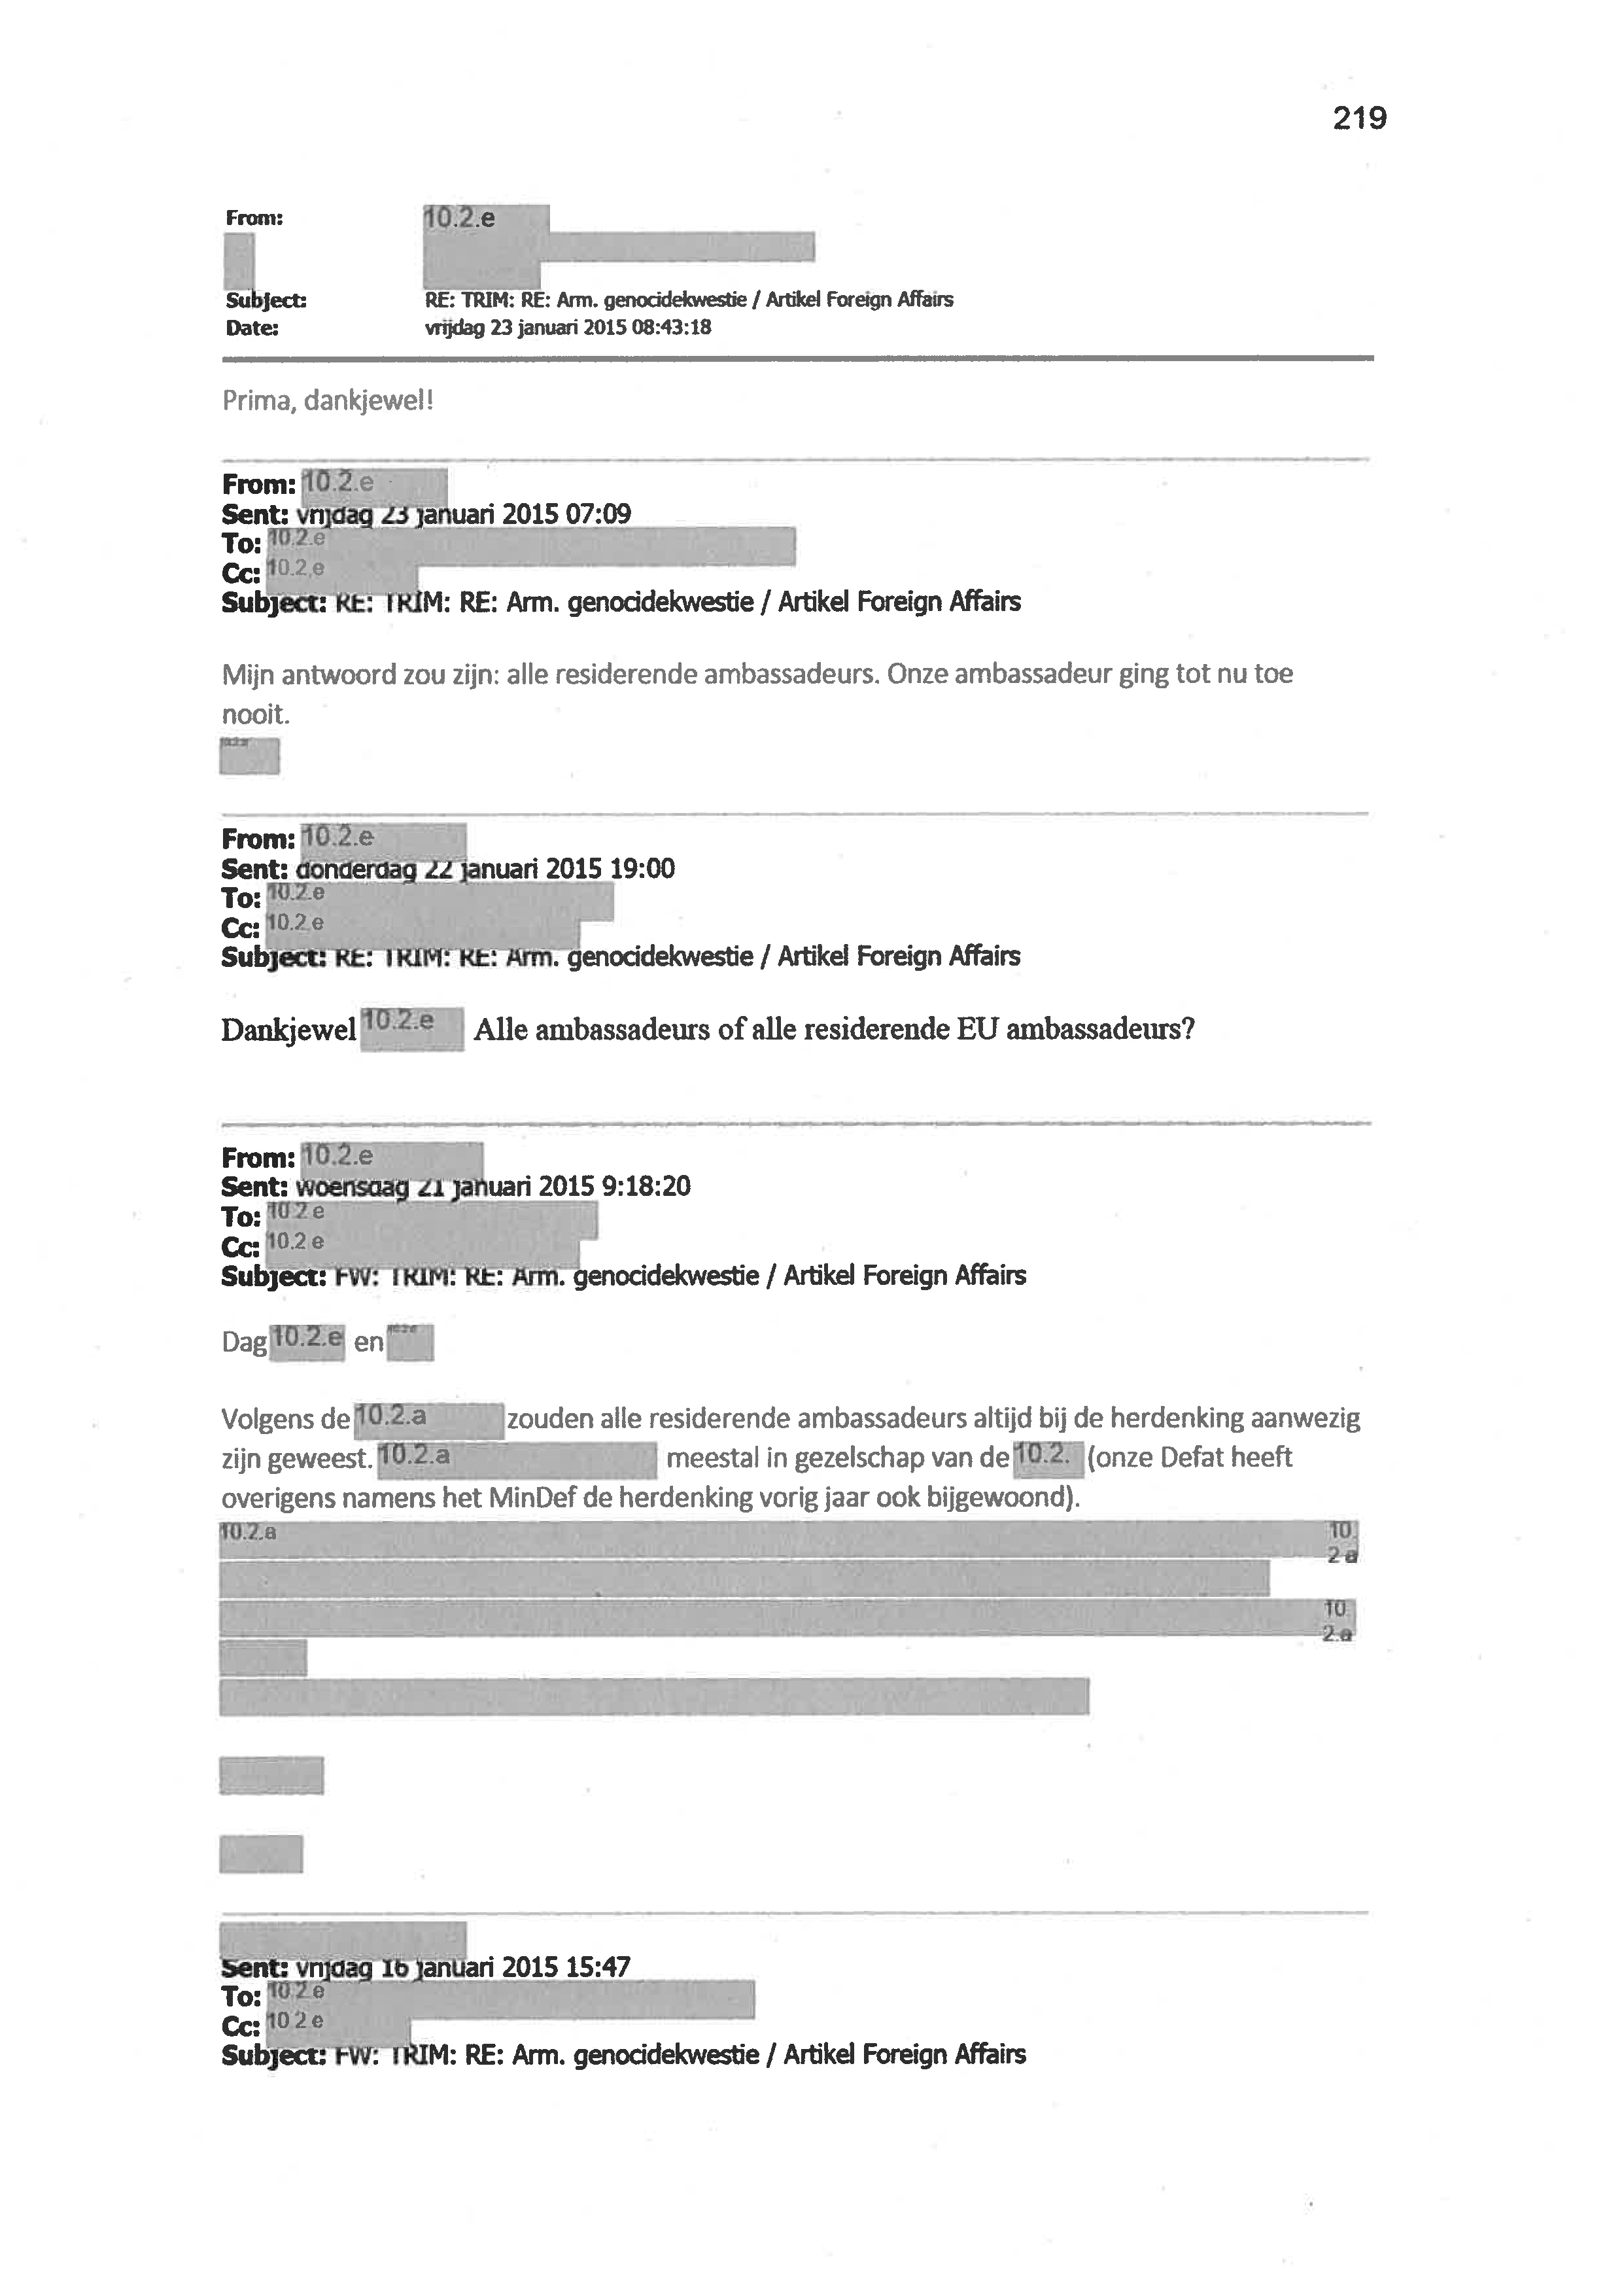 219
From: 10.2.e
Subject: RE: TRIM: RE: Arm. genocidekwestie / Artikel Foreign Affairs
Date: vrijdag 23 januari 2015 08:43:18
Prima, dankjewel!
From: 10.2.e
Sent: vrijdag 23 januari 2015 07:09
To: 10.2.e
Cc: 10.2.e
Subject: RE: TRIM: RE: Arm. genocidekwestie / Artikel Foreign Affairs
Mijn antwoord zou zijn: alle residerende ambassadeurs. Onze ambassadeur ging tot nu toe
nooit.
From: 10.2.e
Sent: donderdag 22 januari 2015 19:00
To: 10.2.e
Cc: 10.2.e
Subject: RE: TRIM: RE: Arm. genocidekwestie / Artikel Foreign Affairs
Dankjewel 10.2.e Alle ambassadeurs of alle residerende EU ambassadeurs?
From: 10.2.e
Sent: woensdag 21 januari 2015 9:18:20
To: 10 2 e
Cc: 10.2 e
Subject: FW: TRIM: RE: Arm. genocidekwestie / Artikel Foreign Affairs
Dag 10.2.e en
Volgens de 10.2.a zouden alle residerende ambassadeurs altijd bij de herdenking aanwezig
zijn geweest. 10.2.a meestal in gezelschap van de 10.2. (onze Defat heeft
overigens namens het MinDef de herdenking vorig jaar ook bijgewoond).
10.2.a 10.
2 a
10
2.a
Sent: vrijdag 16 januari 2015 15:47
To: 10 2 e
Cc: 10 2 e
Subject: FW: TRIM: RE: Arm. genocidekwestie / Artikel Foreign Affairs